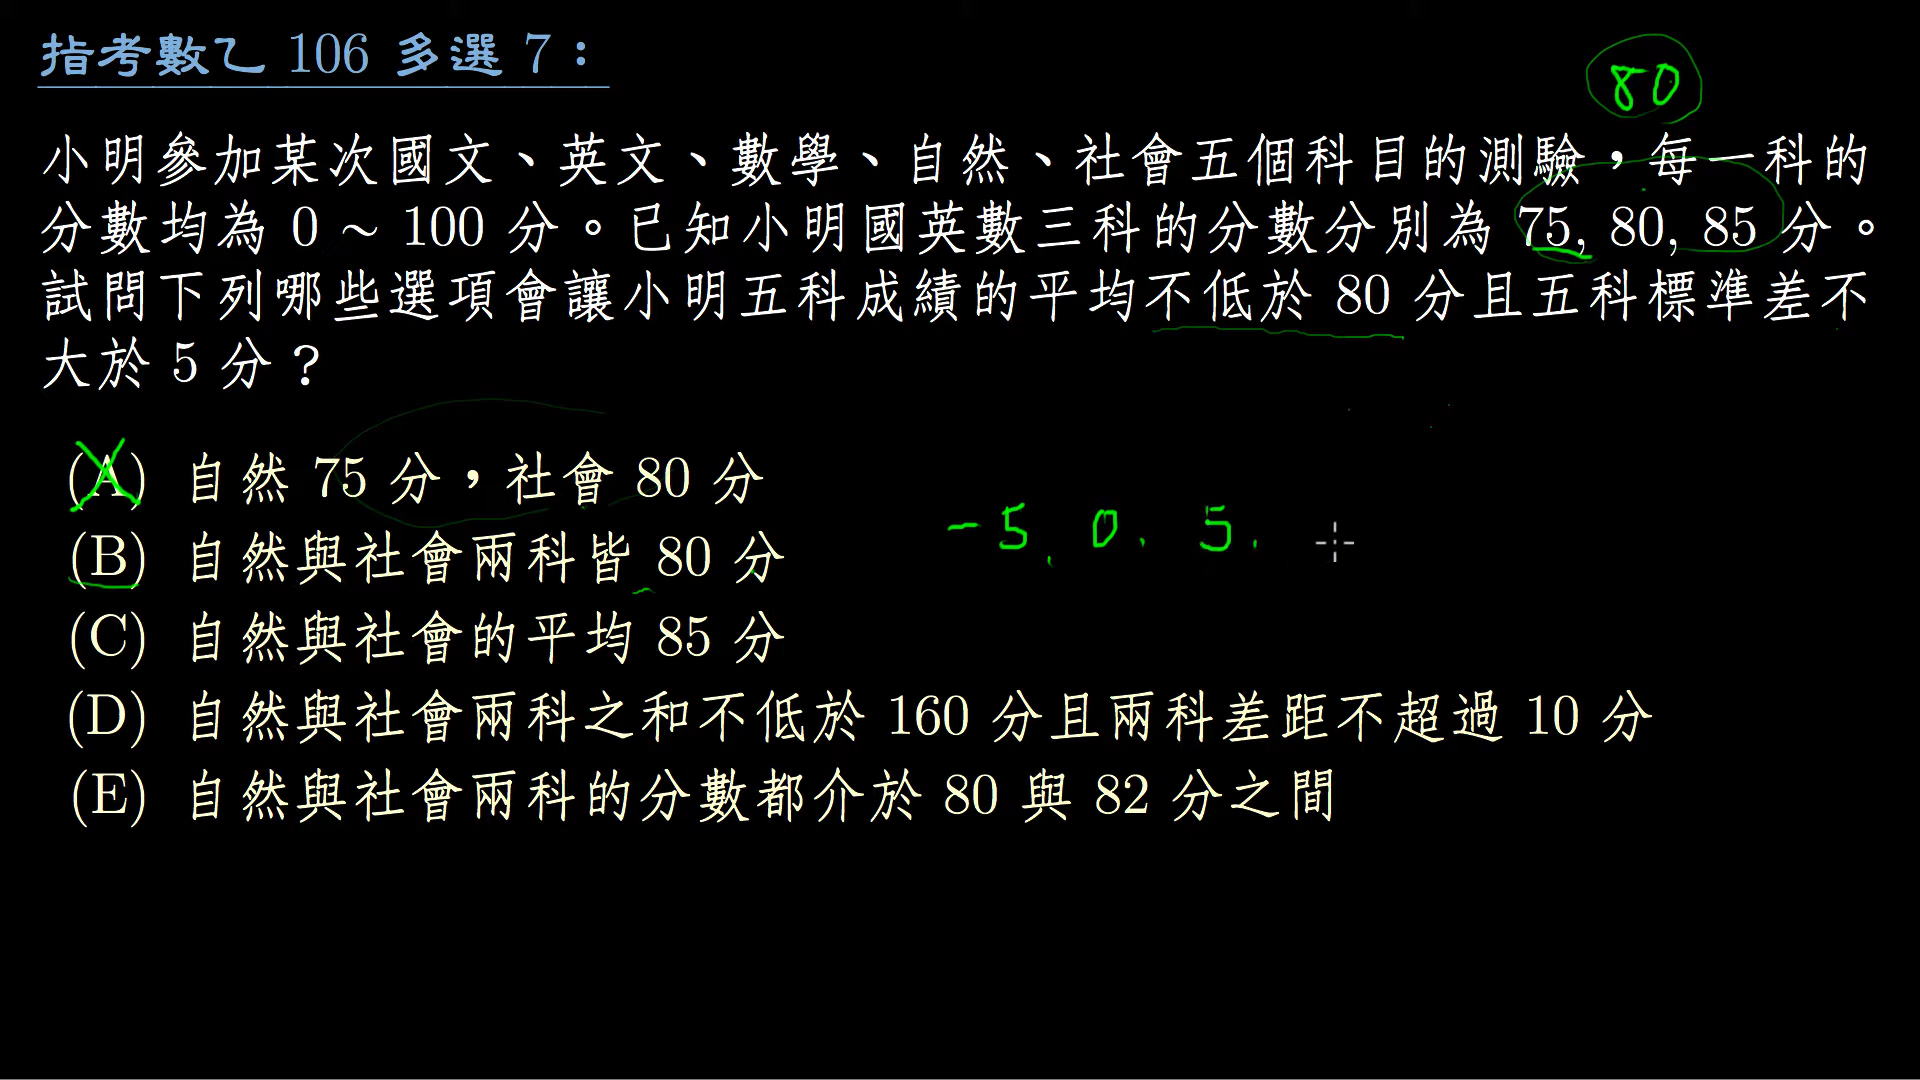 指考數乙 106 多選 7：
80
小明參加某次國文、英文、數學、自然、社會五個科目的測驗，每一科的
分數均為 0 ~ 100 分。已知小明國英數三科的分數分別為 75, 80, 85 分。
試問下列哪些選項會讓小明五科成績的平均不低於 80 分且五科標準差不
大於 5 分？
(A) 自然 75 分，社會 80 分
(B) 自然與社會兩科皆 80 分
-5, 0, 5,
(C) 自然與社會的平均 85 分
(D) 自然與社會兩科之和不低於 160 分且兩科差距不超過 10 分
(E) 自然與社會兩科的分數都介於 80 與 82 分之間